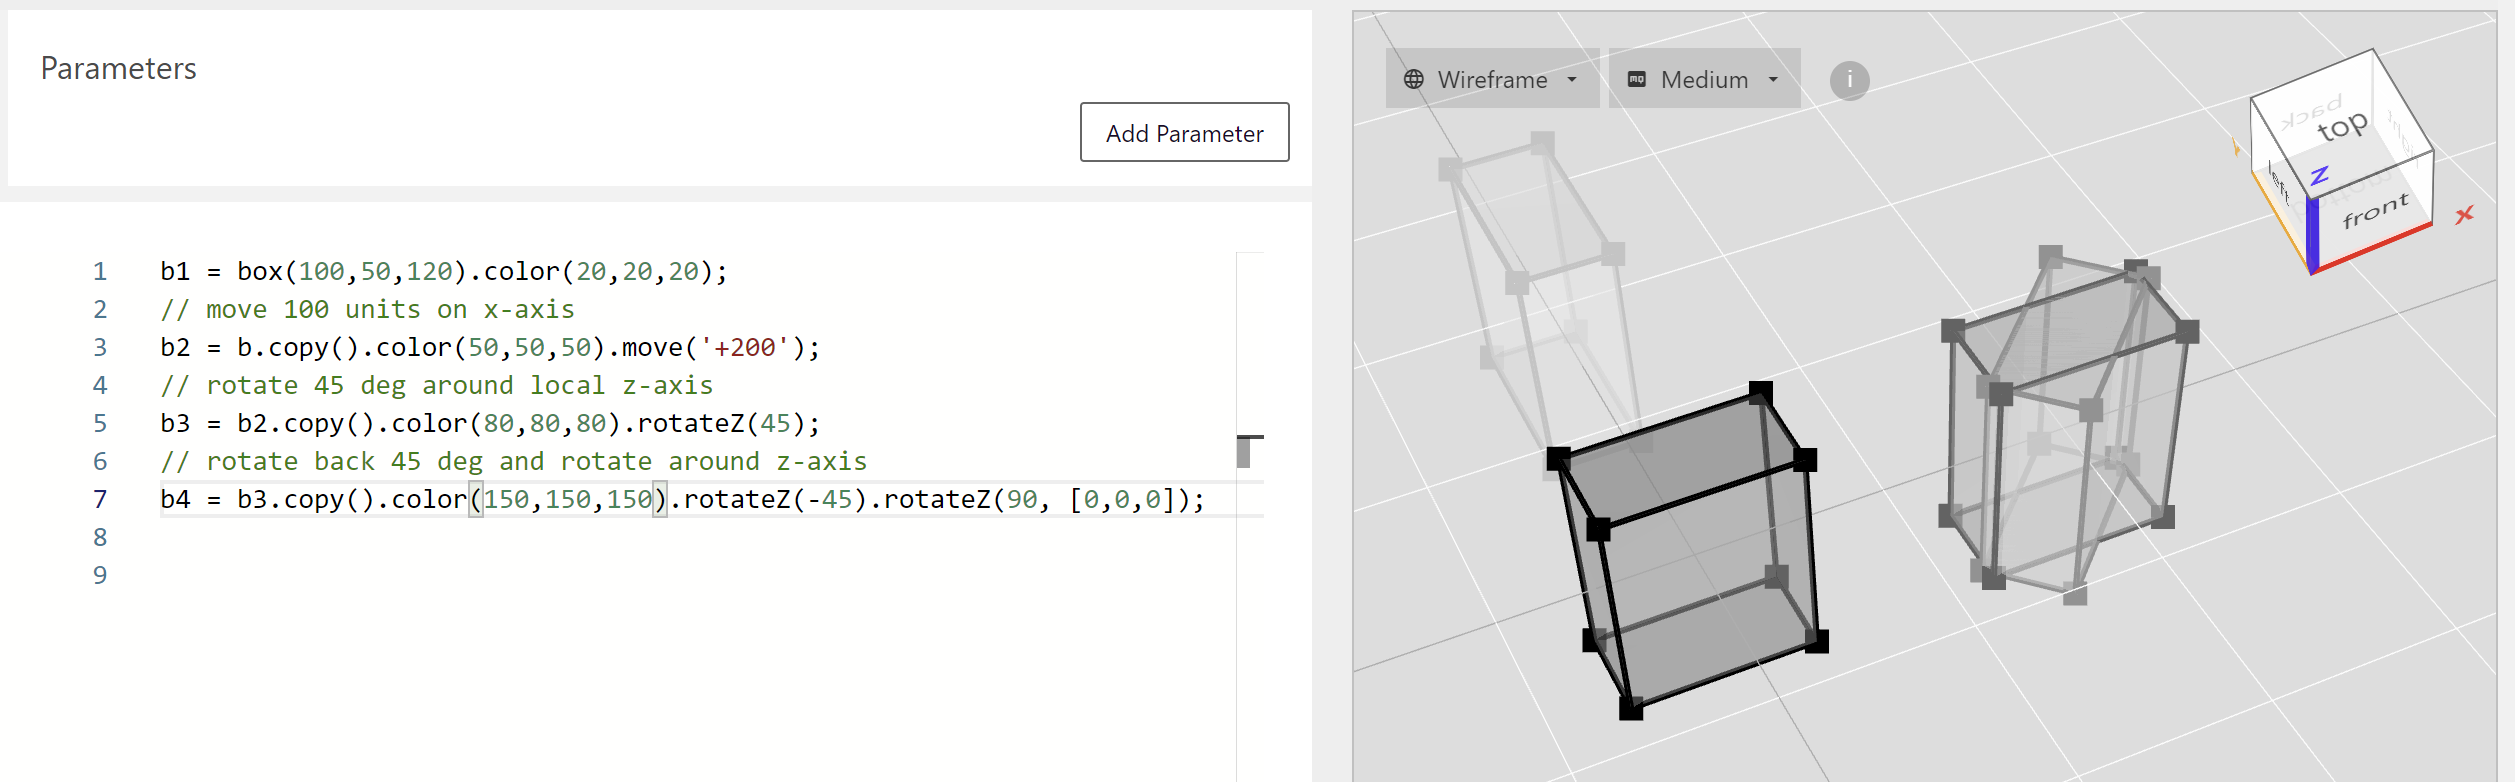 Parameters
Add Parameter
1 b1 = box(100,50,120).color(20,20,20);
2 // move 100 units on x-axis
3 b2 = b.copy().color(50,50,50).move('+200');
4 // rotate 45 deg around local z-axis
5 b3 = b2.copy().color(80,80,80).rotateZ(45);
6 // rotate back 45 deg and rotate around z-axis
7 b4 = b3.copy().color(150,150,150).rotateZ(-45).rotateZ(90, [0,0,0]);
8
9
Wireframe
MQ Medium
i
back
top
right
left
Z
bottom
front
x